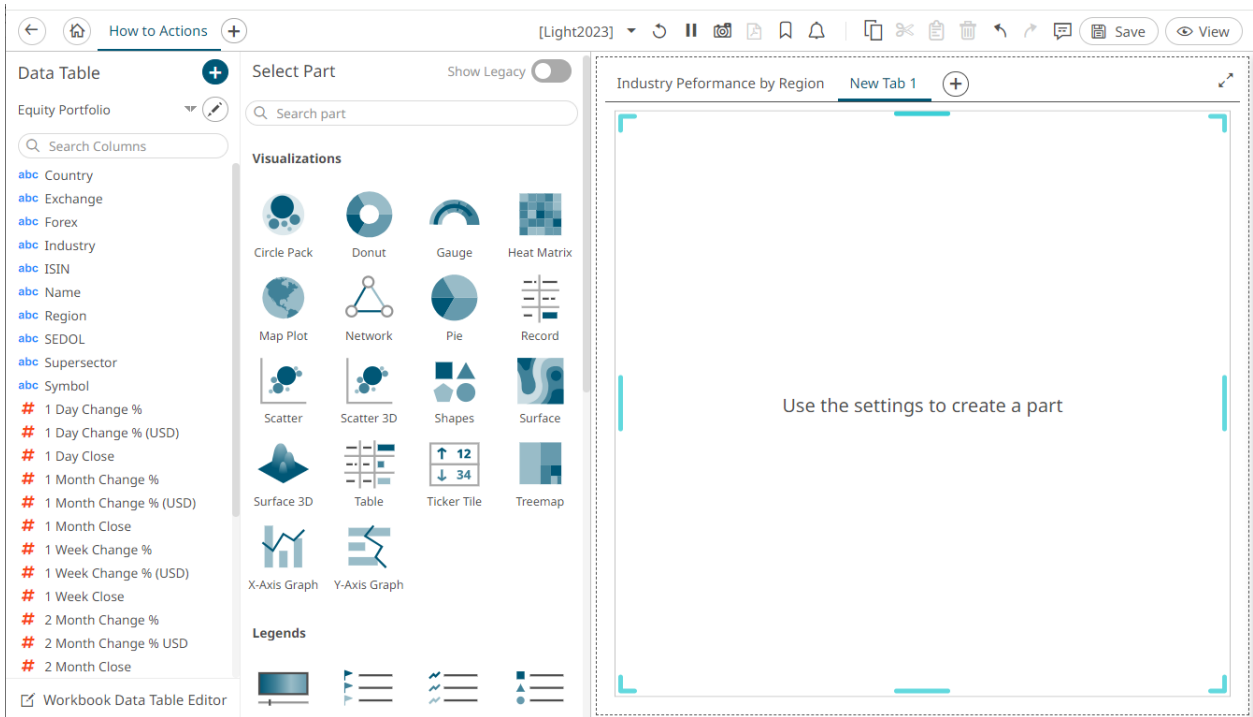 How to Actions
[Light2023]
Save
View
Data Table
Equity Portfolio
Search Columns
abc Country
abc Exchange
abc Forex
abc Industry
abc ISIN
abc Name
abc Region
abc SEDOL
abc Supersector
abc Symbol
# 1 Day Change %
# 1 Day Change % (USD)
# 1 Day Close
# 1 Month Change %
# 1 Month Change % (USD)
# 1 Month Close
# 1 Week Change %
# 1 Week Change % (USD)
# 1 Week Close
# 2 Month Change %
# 2 Month Change % USD
# 2 Month Close
Workbook Data Table Editor
Select Part
Show Legacy
Search part
Visualizations
Circle Pack
Donut
Gauge
Heat Matrix
Map Plot
Network
Pie
Record
Scatter
Scatter 3D
Shapes
Surface
12
34
Surface 3D
Table
Ticker Tile
Treemap
X-Axis Graph
Y-Axis Graph
Legends
Industry Peformance by Region
New Tab 1
Use the settings to create a part